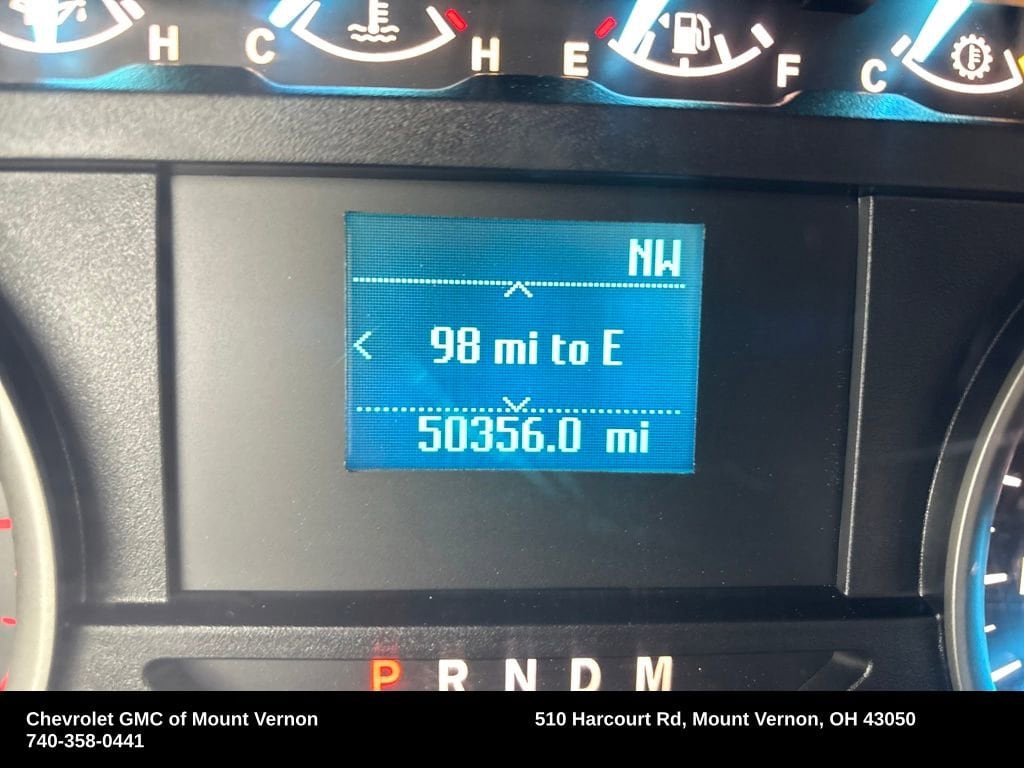 H C H E F C
NW
98 mi to E
50356.0 mi
P R N D M
Chevrolet GMC of Mount Vernon
740-358-0441
510 Harcourt Rd, Mount Vernon, OH 43050